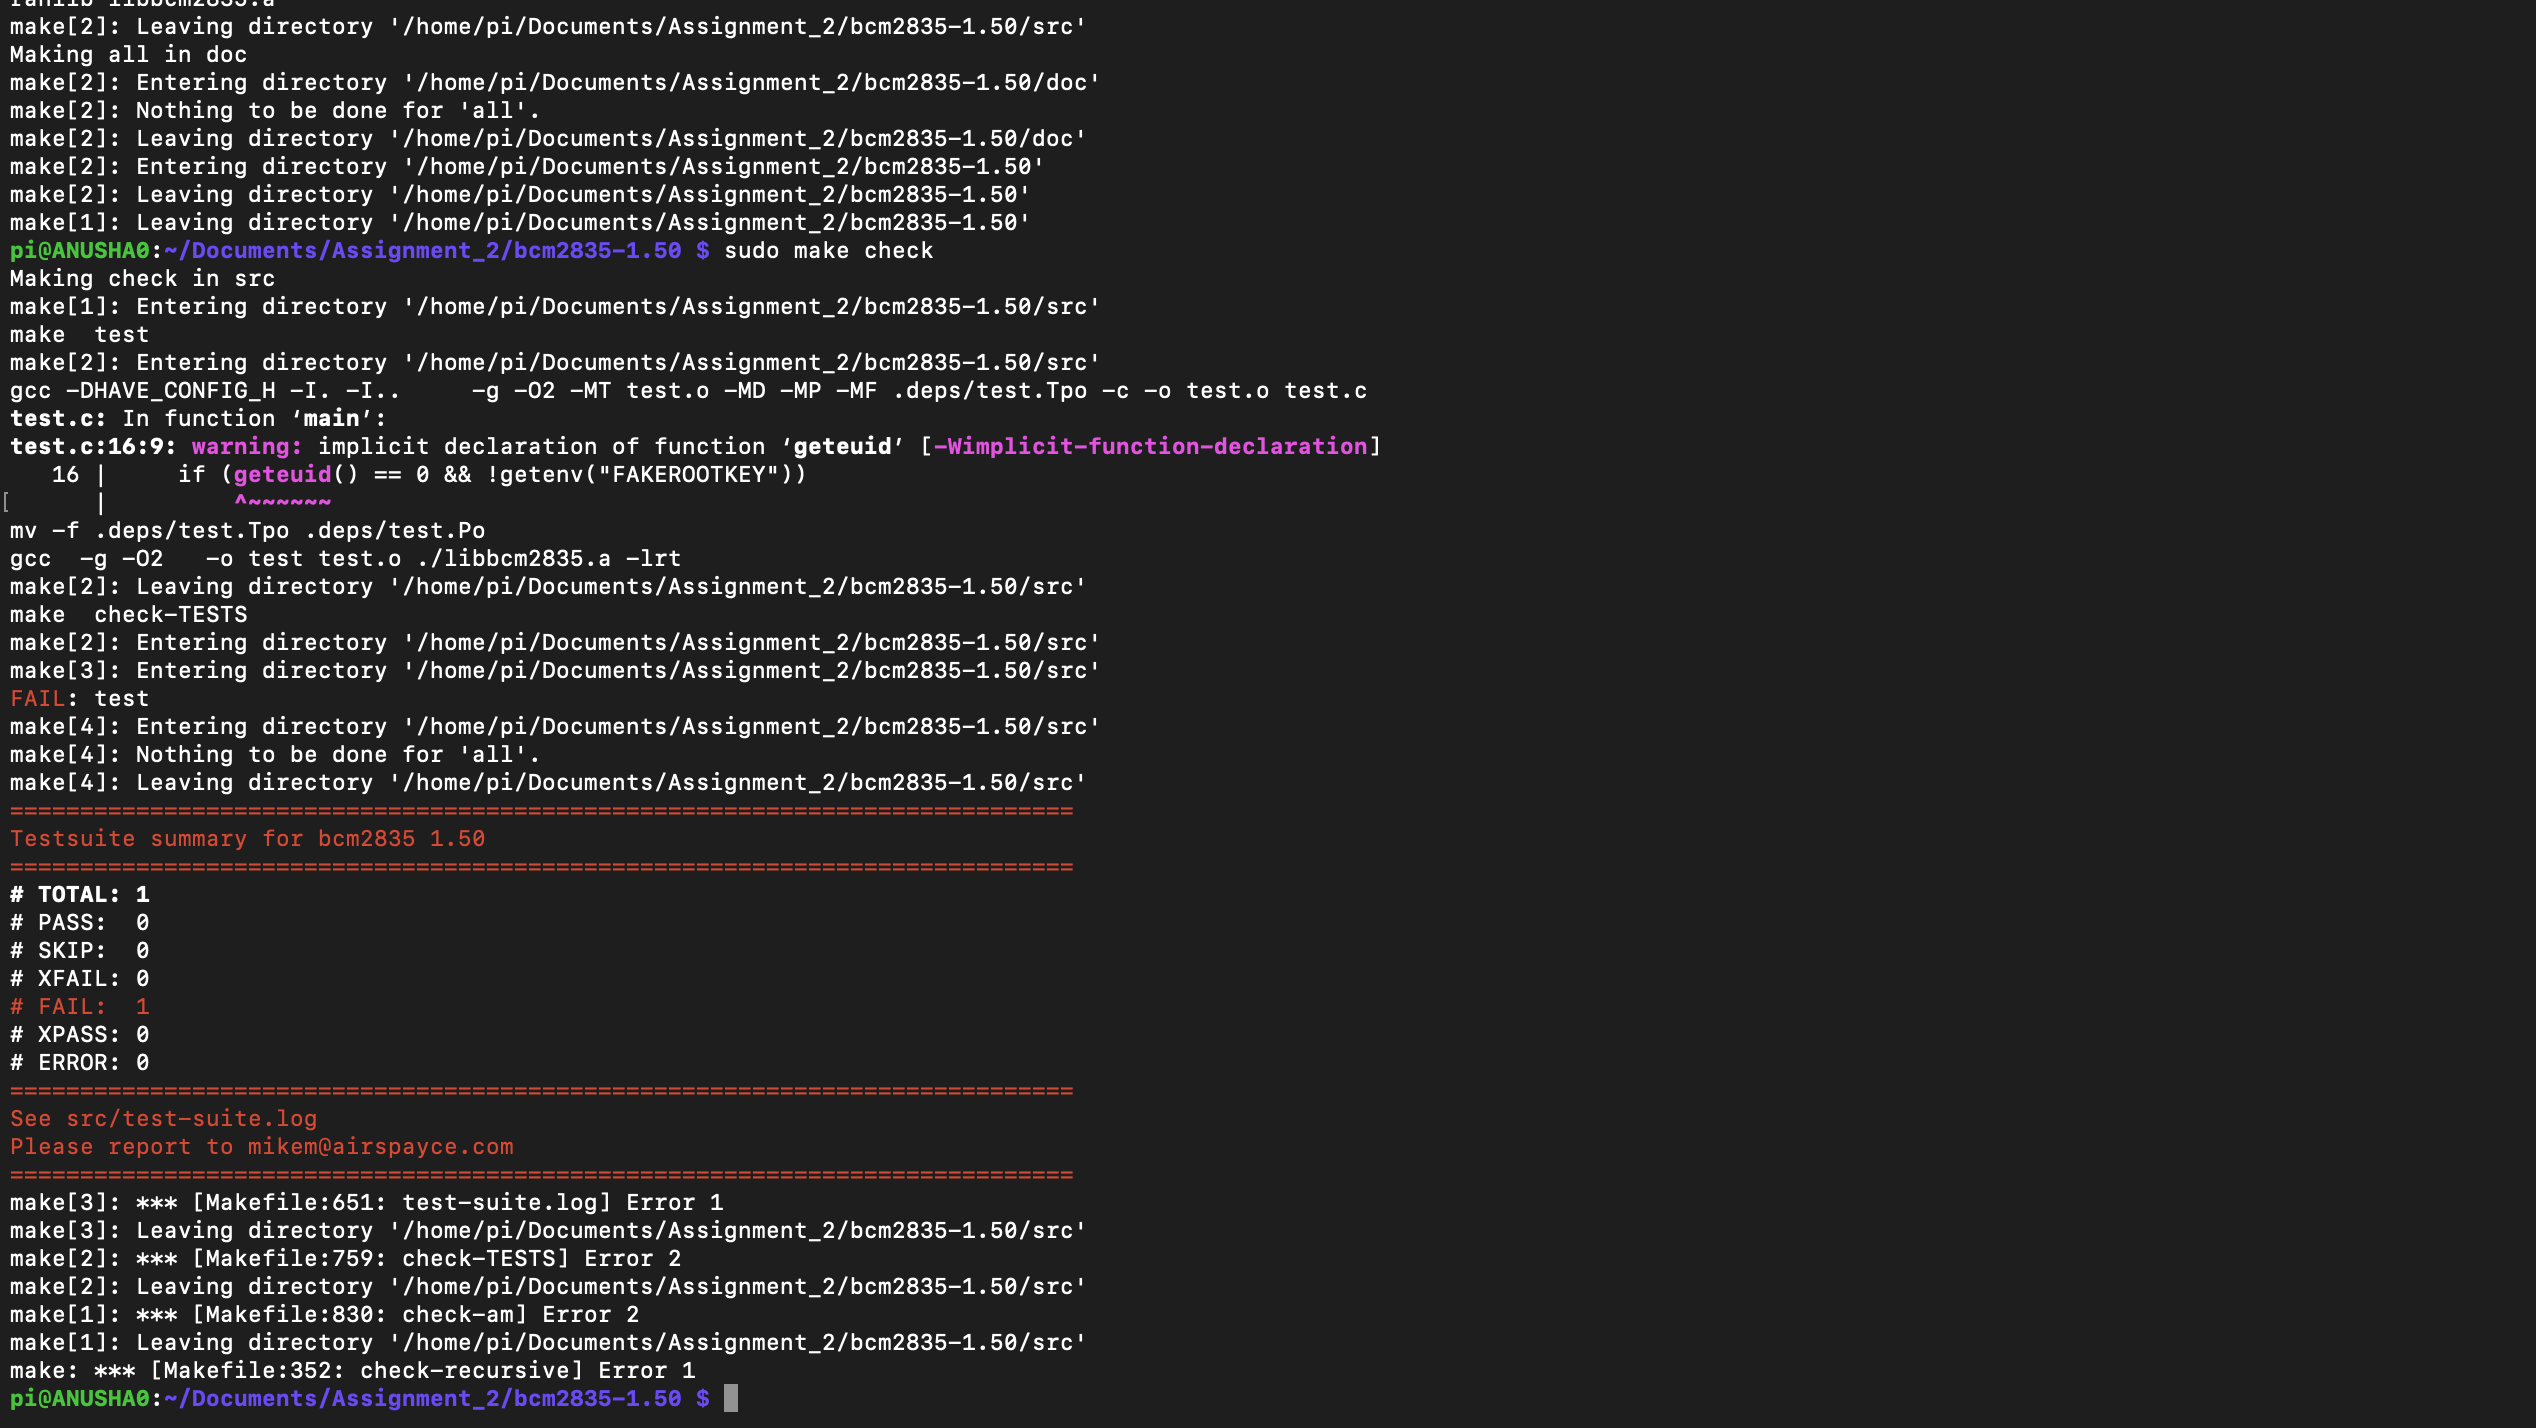 ranlib libbcm2835.a
make[2]: Leaving directory '/home/pi/Documents/Assignment_2/bcm2835-1.50/src'
Making all in doc
make[2]: Entering directory '/home/pi/Documents/Assignment_2/bcm2835-1.50/doc'
make[2]: Nothing to be done for 'all'.
make[2]: Leaving directory '/home/pi/Documents/Assignment_2/bcm2835-1.50/doc'
make[2]: Entering directory '/home/pi/Documents/Assignment_2/bcm2835-1.50'
make[2]: Leaving directory '/home/pi/Documents/Assignment_2/bcm2835-1.50'
make[1]: Leaving directory '/home/pi/Documents/Assignment_2/bcm2835-1.50'
pi@ANUSHA0:~/Documents/Assignment_2/bcm2835-1.50 $ sudo make check
Making check in src
make[1]: Entering directory '/home/pi/Documents/Assignment_2/bcm2835-1.50/src'
make  test
make[2]: Entering directory '/home/pi/Documents/Assignment_2/bcm2835-1.50/src'
gcc -DHAVE_CONFIG_H -I. -I..     -g -O2 -MT test.o -MD -MP -MF .deps/test.Tpo -c -o test.o test.c
test.c: In function ‘main’:
test.c:16:9: warning: implicit declaration of function ‘geteuid’ [-Wimplicit-function-declaration]
   16 |     if (geteuid() == 0 && !getenv("FAKEROOTKEY"))
[      |         ^~~~~~~
mv -f .deps/test.Tpo .deps/test.Po
gcc  -g -O2   -o test test.o ./libbcm2835.a -lrt
make[2]: Leaving directory '/home/pi/Documents/Assignment_2/bcm2835-1.50/src'
make  check-TESTS
make[2]: Entering directory '/home/pi/Documents/Assignment_2/bcm2835-1.50/src'
make[3]: Entering directory '/home/pi/Documents/Assignment_2/bcm2835-1.50/src'
FAIL: test
make[4]: Entering directory '/home/pi/Documents/Assignment_2/bcm2835-1.50/src'
make[4]: Nothing to be done for 'all'.
make[4]: Leaving directory '/home/pi/Documents/Assignment_2/bcm2835-1.50/src'
============================================================================
Testsuite summary for bcm2835 1.50
============================================================================
# TOTAL: 1
# PASS:  0
# SKIP:  0
# XFAIL: 0
# FAIL:  1
# XPASS: 0
# ERROR: 0
============================================================================
See src/test-suite.log
Please report to mikem@airspayce.com
============================================================================
make[3]: *** [Makefile:651: test-suite.log] Error 1
make[3]: Leaving directory '/home/pi/Documents/Assignment_2/bcm2835-1.50/src'
make[2]: *** [Makefile:759: check-TESTS] Error 2
make[2]: Leaving directory '/home/pi/Documents/Assignment_2/bcm2835-1.50/src'
make[1]: *** [Makefile:830: check-am] Error 2
make[1]: Leaving directory '/home/pi/Documents/Assignment_2/bcm2835-1.50/src'
make: *** [Makefile:352: check-recursive] Error 1
pi@ANUSHA0:~/Documents/Assignment_2/bcm2835-1.50 $